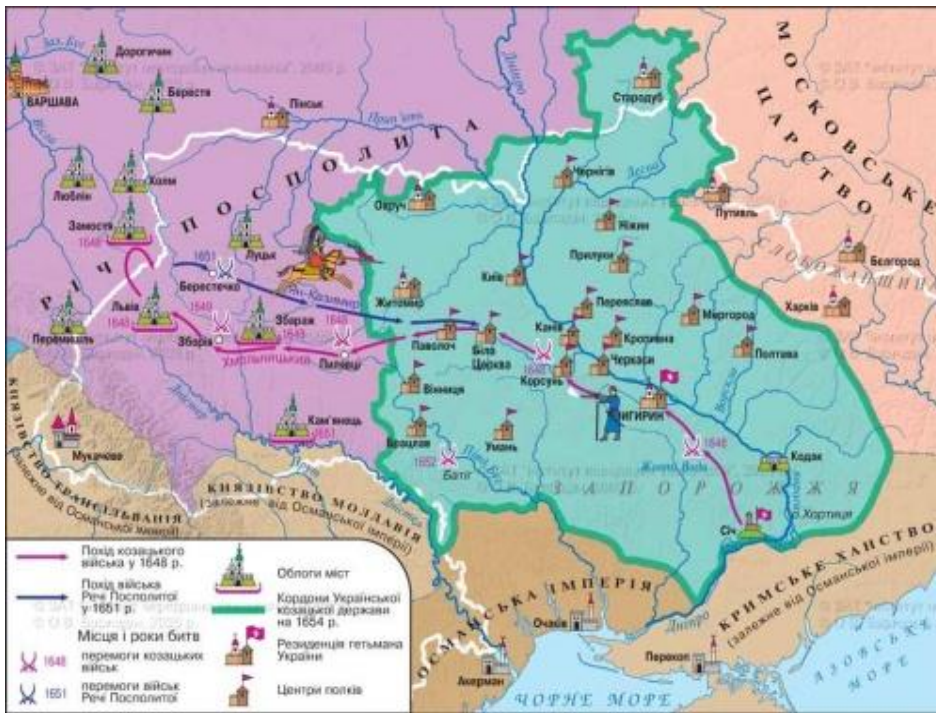 Зах.Буг
Дорогичин
ВАРШАВА
Берестя
Пінськ
Прип'ять
Дніпро
Стародуб
МОСКОВСЬКЕ
ЦАРСТВО
РІЧ ПОСПОЛИТА
Люблін
Холм
Замостя
1648
Луцьк
Овруч
Чернігів
Десна
Путивль
Ніжин
СЛОБОЖАНЩИНА
Бєлгород
Харків
1651
Берестечко
Ян-Казимир
Житомир
Київ
Прилуки
Переяслав
Миргород
Полтава
Перемишль
Львів
1648
1649
Зборів
Збараж
1649
1648
Пилявці
Хмельницький
Паволоч
Біла
Церква
Канів
Кропивна
Черкаси
1648
Корсунь
ЧИГИРИН
Ворскла
Вінниця
Брацлав
Умань
1652
Батіг
Кам'янець
1651
Дністер
Мукачево
1648
Жовті Води
Кодак
ЗАПОРОЖЖЯ
о.Хортиця
Січ
КНЯЗІВСТВО ТРАНСІЛЬВАНІЯ
(залежне від Османської імперії)
КНЯЗІВСТВО МОЛДАВІЯ
(залежне від Османської імперії)
ОСМАНСЬКА ІМПЕРІЯ
КРИМСЬКЕ ХАНСТВО
(залежне від Османської імперії)
Очаків
Дніпро
Перекоп
Акерман
ЧОРНЕ МОРЕ
АЗОВСЬКЕ
МОРЕ
Похід козацького
війська у 1648 р.
Похід війська
Речі Посполитої
у 1651 р.
Місця і роки битв
1648
перемоги козацьких
військ
1651
перемоги військ
Речі Посполитої
Облоги міст
Кордони Української
козацької держави
на 1654 р.
Резиденція гетьмана
України
Центри полків